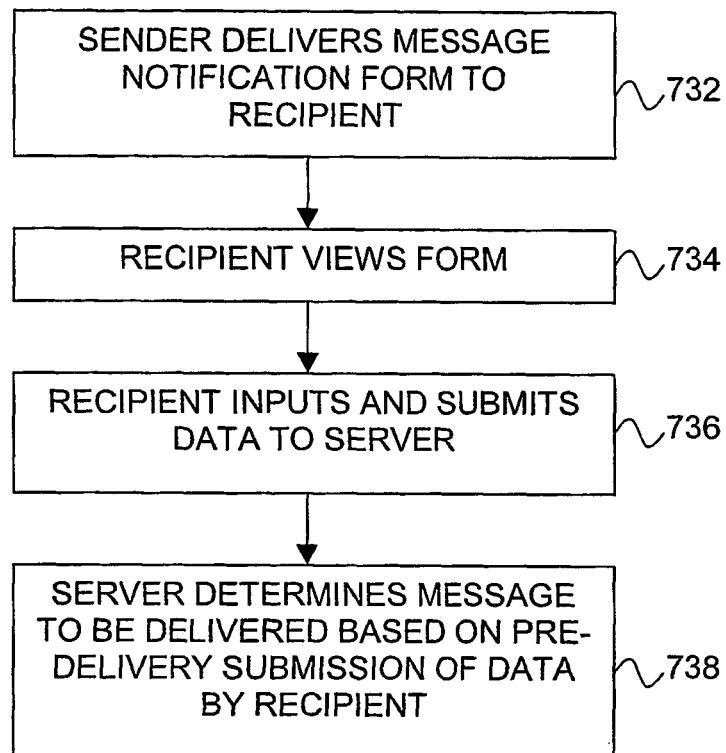 SENDER DELIVERS MESSAGE
NOTIFICATION FORM TO
RECIPIENT
732
RECIPIENT VIEWS FORM
734
RECIPIENT INPUTS AND SUBMITS
DATA TO SERVER
736
SERVER DETERMINES MESSAGE
TO BE DELIVERED BASED ON PRE-
DELIVERY SUBMISSION OF DATA
BY RECIPIENT
738